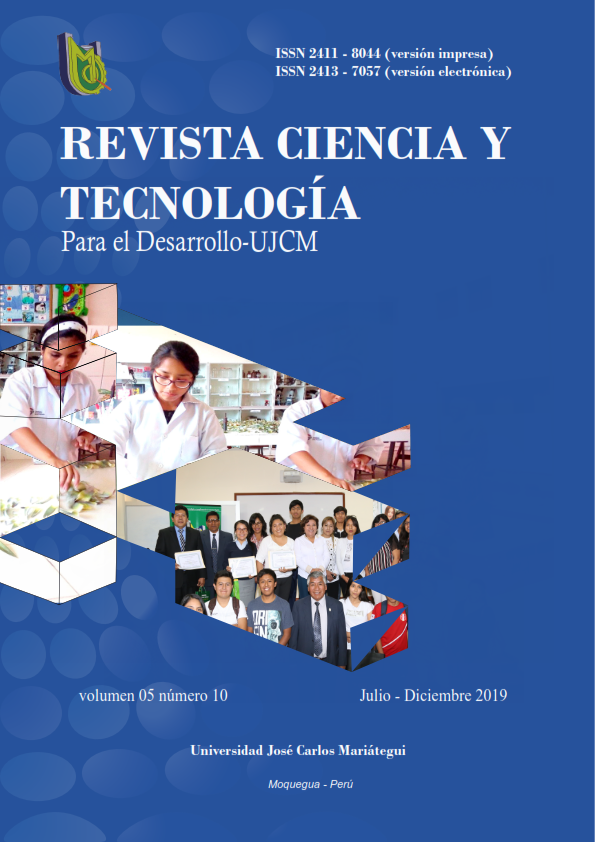 ISSN 2411 - 8044 (versión impresa)
ISSN 2413 - 7057 (versión electrónica)
REVISTA CIENCIA Y
TECNOLOGÍA
Para el Desarrollo-UJCM
volumen 05 número 10
Julio - Diciembre 2019
Universidad José Carlos Mariátegui
Moquegua - Perú